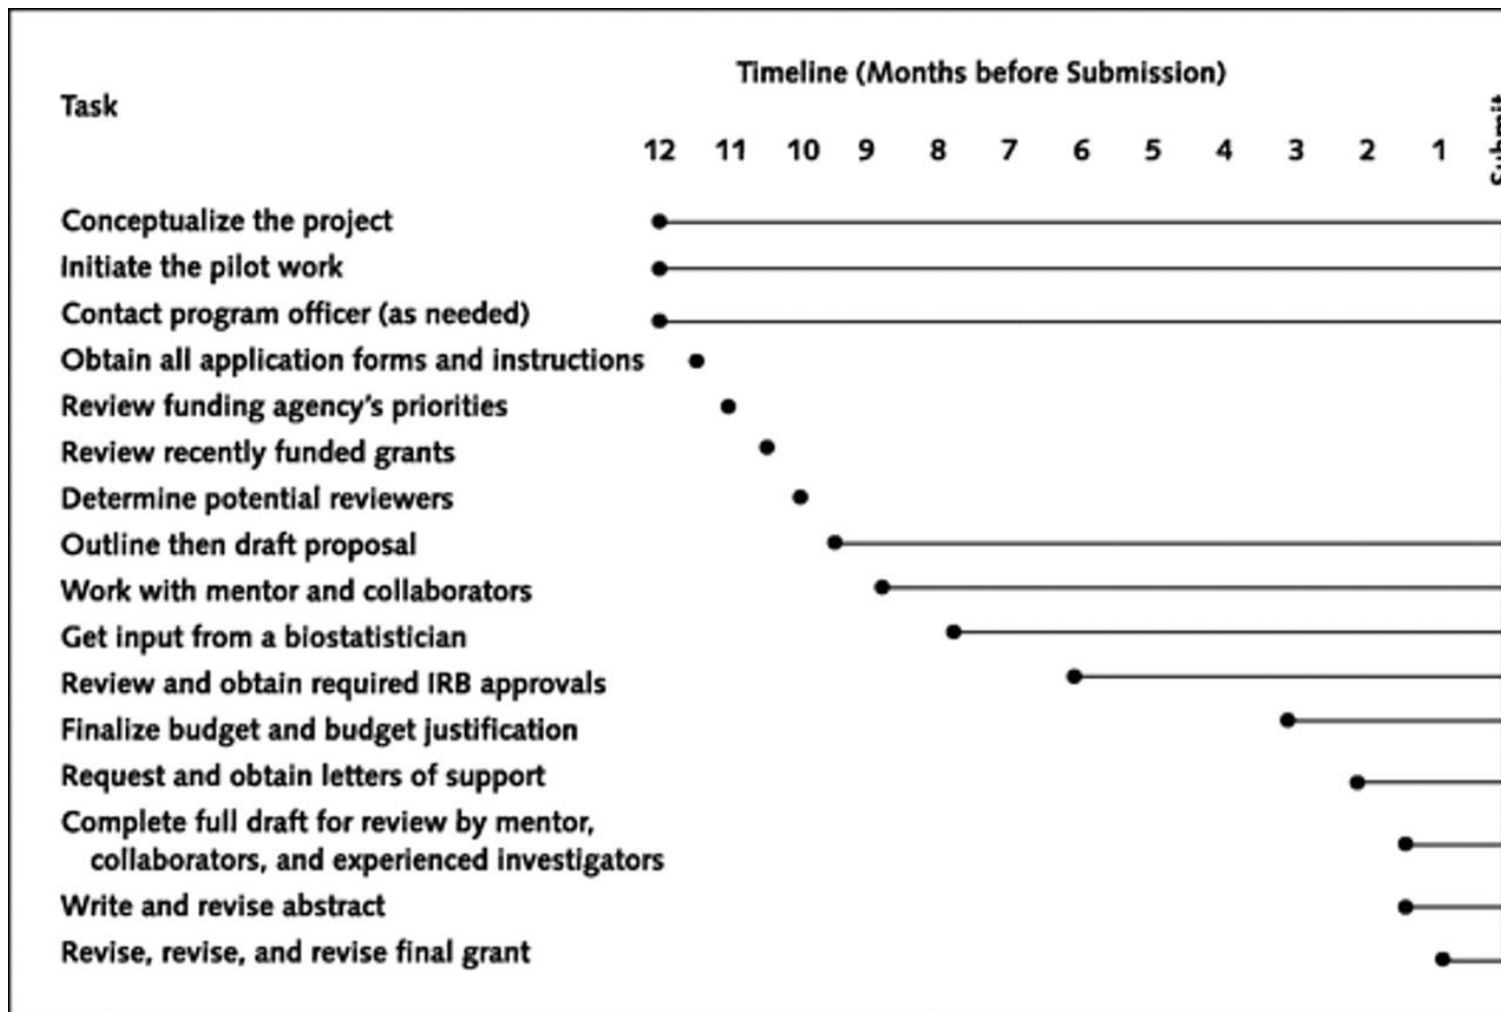 Timeline (Months before Submission)
Task
12 11 10 9 8 7 6 5 4 3 2 1 Submit
Conceptualize the project
Initiate the pilot work
Contact program officer (as needed)
Obtain all application forms and instructions
Review funding agency's priorities
Review recently funded grants
Determine potential reviewers
Outline then draft proposal
Work with mentor and collaborators
Get input from a biostatistician
Review and obtain required IRB approvals
Finalize budget and budget justification
Request and obtain letters of support
Complete full draft for review by mentor,
collaborators, and experienced investigators
Write and revise abstract
Revise, revise, and revise final grant